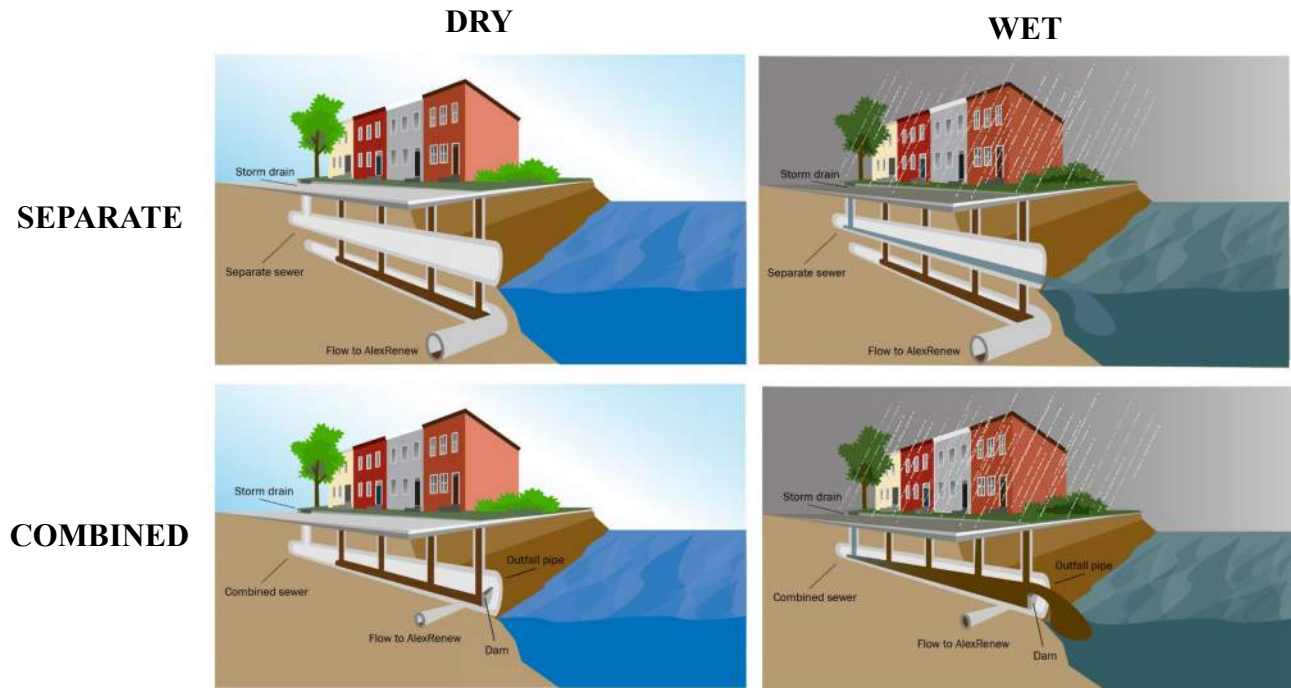 DRY
WET
SEPARATE
Storm drain
Separate sewer
Flow to AlexRenew
Storm drain
Separate sewer
Flow to AlexRenew
COMBINED
Storm drain
Outfall pipe
Combined sewer
Flow to AlexRenew
Dam
Storm drain
Outfall pipe
Combined sewer
Flow to AlexRenew
Dam